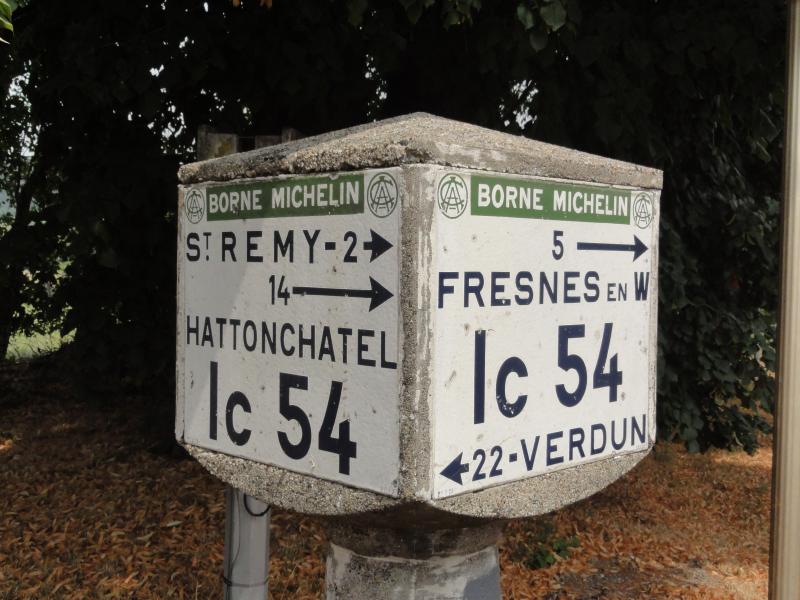 BORNE MICHELIN
ST REMY-2
14
HATTONCHATEL
Ic 54
BORNE MICHELIN
5
FRESNES EN W
Ic 54
22-VERDUN